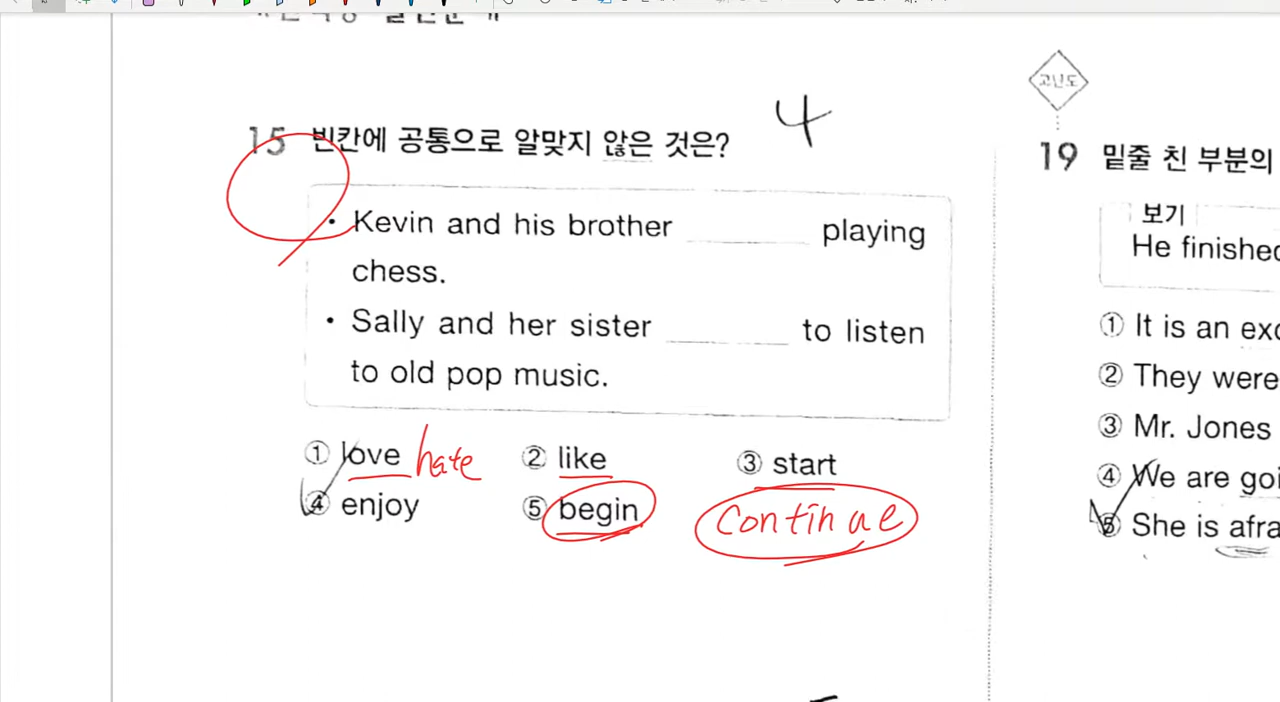 고난도
15 빈칸에 공통으로 알맞지 않은 것은? 4
• Kevin and his brother ________ playing
chess.
• Sally and her sister ________ to listen
to old pop music.
① love hate ② like ③ start
④ enjoy ⑤ begin continue
19 밑줄 친 부분의
보기
He finished
① It is an
② They were
③ Mr. Jones
④ We are
⑤ She is